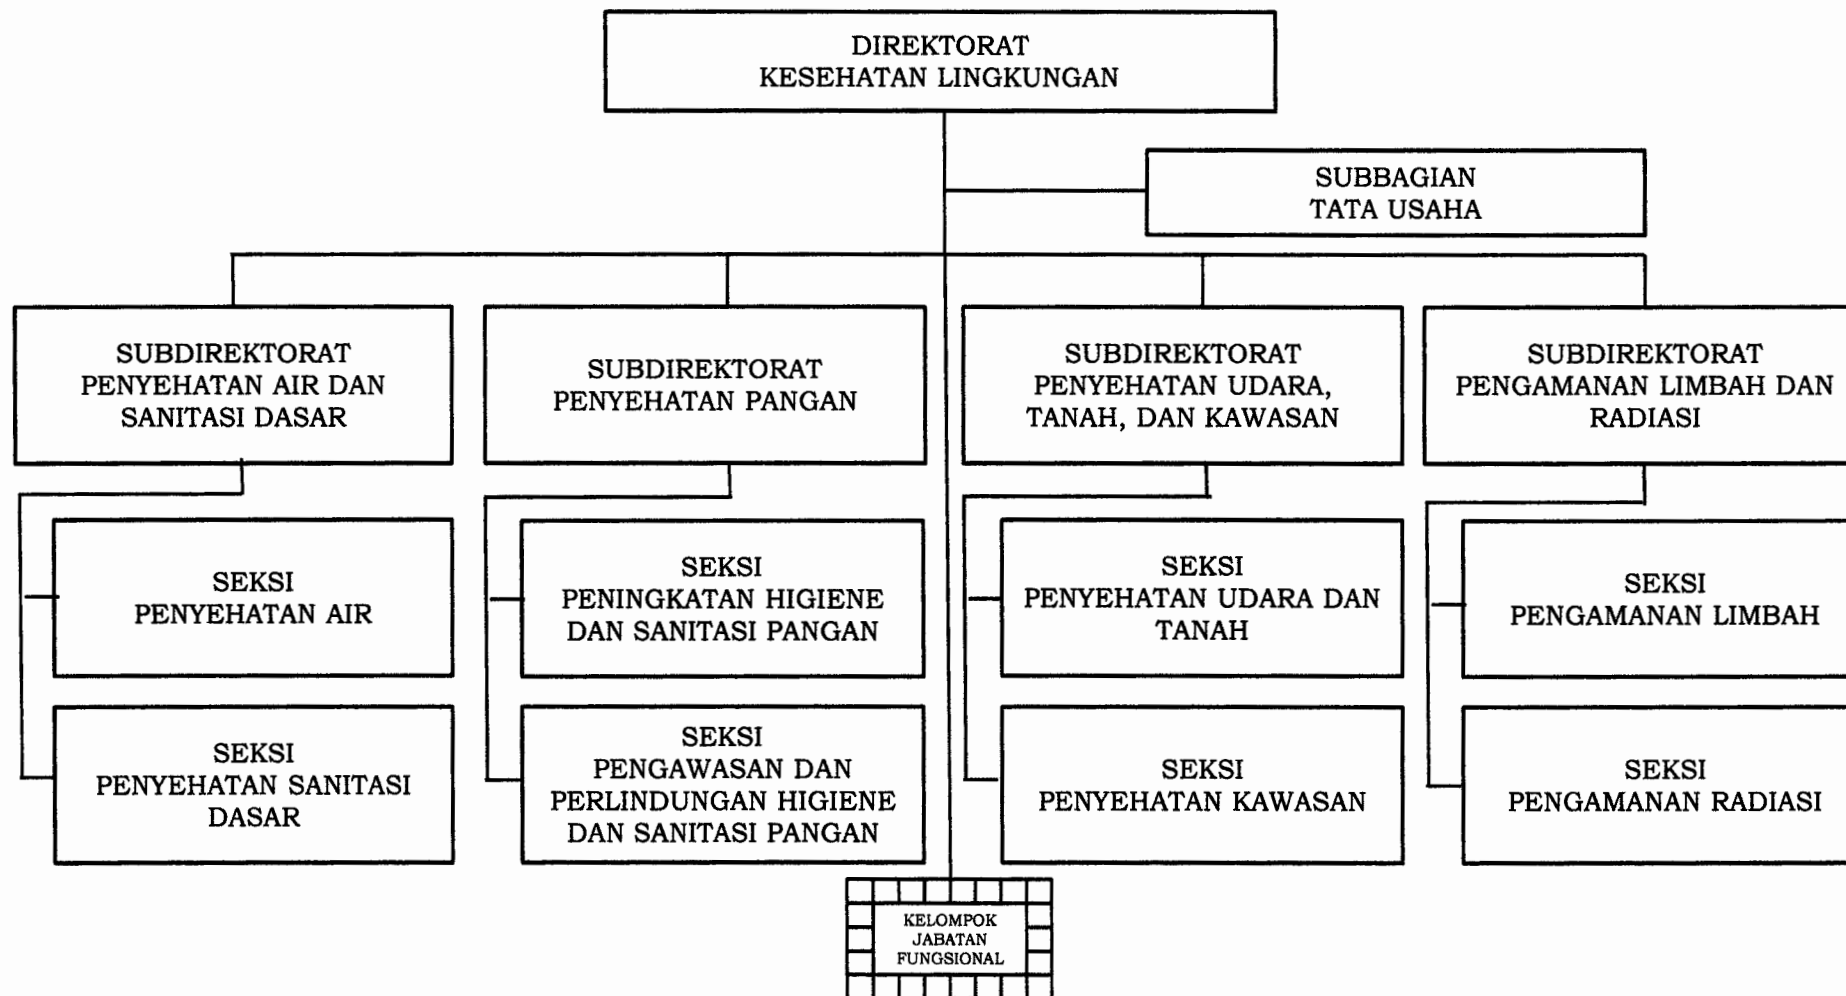 DIREKTORAT
KESEHATAN LINGKUNGAN
SUBBAGIAN
TATA USAHA
SUBDIREKTORAT
PENYEHATAN AIR DAN
SANITASI DASAR
SUBDIREKTORAT
PENYEHATAN PANGAN
SUBDIREKTORAT
PENYEHATAN UDARA,
TANAH, DAN KAWASAN
SUBDIREKTORAT
PENGAMANAN LIMBAH DAN
RADIASI
SEKSI
PENYEHATAN AIR
SEKSI
PENINGKATAN HIGIENE
DAN SANITASI PANGAN
SEKSI
PENYEHATAN UDARA DAN
TANAH
SEKSI
PENGAMANAN LIMBAH
SEKSI
PENYEHATAN SANITASI
DASAR
SEKSI
PENGAWASAN DAN
PERLINDUNGAN HIGIENE
DAN SANITASI PANGAN
SEKSI
PENYEHATAN KAWASAN
SEKSI
PENGAMANAN RADIASI
KELOMPOK
JABATAN
FUNGSIONAL